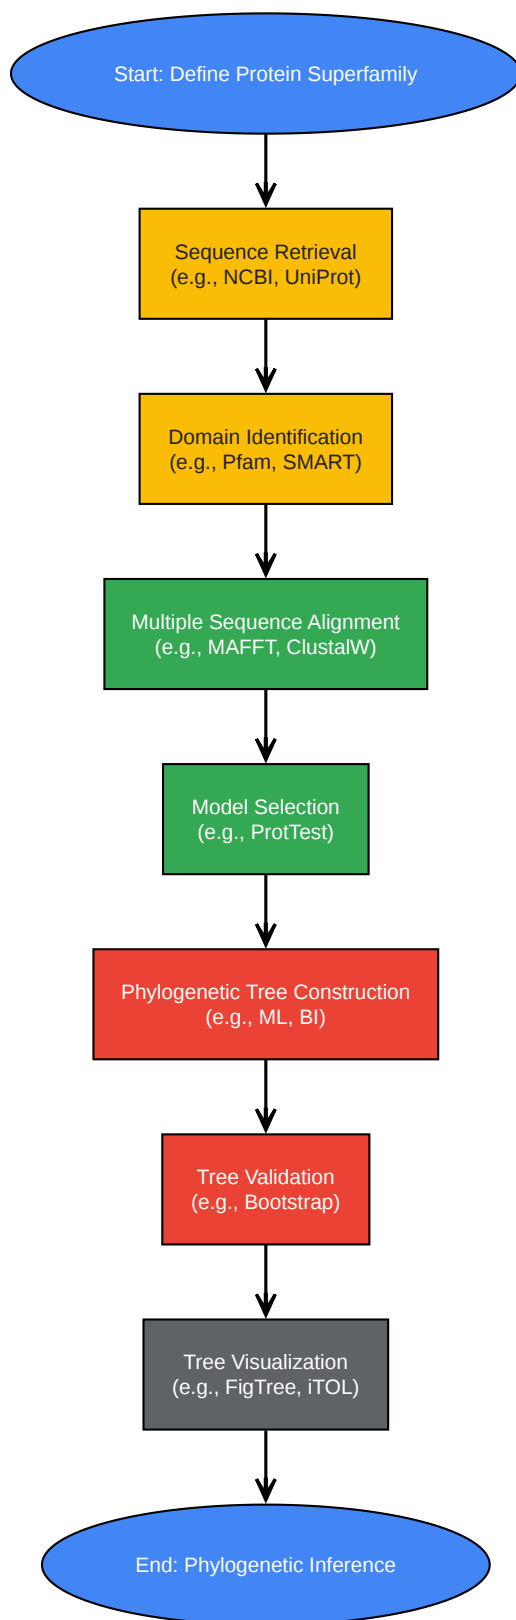 Start: Define Protein Superfamily
Sequence Retrieval
(e.g., NCBI, UniProt)
Domain Identification
(e.g., Pfam, SMART)
Multiple Sequence Alignment
(e.g., MAFFT, ClustalW)
Model Selection
(e.g., ProtTest)
Phylogenetic Tree Construction
(e.g., ML, BI)
Tree Validation
(e.g., Bootstrap)
Tree Visualization
(e.g., FigTree, iTOL)
End: Phylogenetic Inference